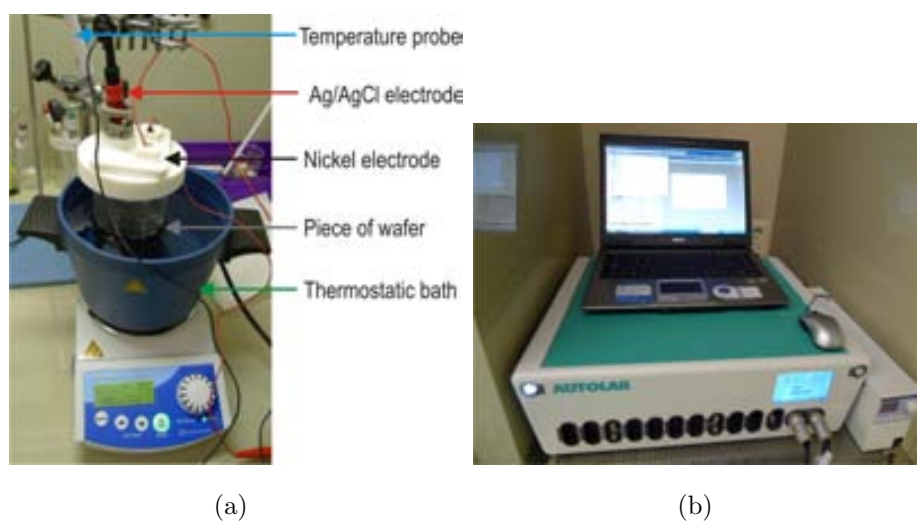 Temperature probe
Ag/AgCl electrode
Nickel electrode
Piece of wafer
Thermostatic bath
AUTOLAB
(a)
(b)